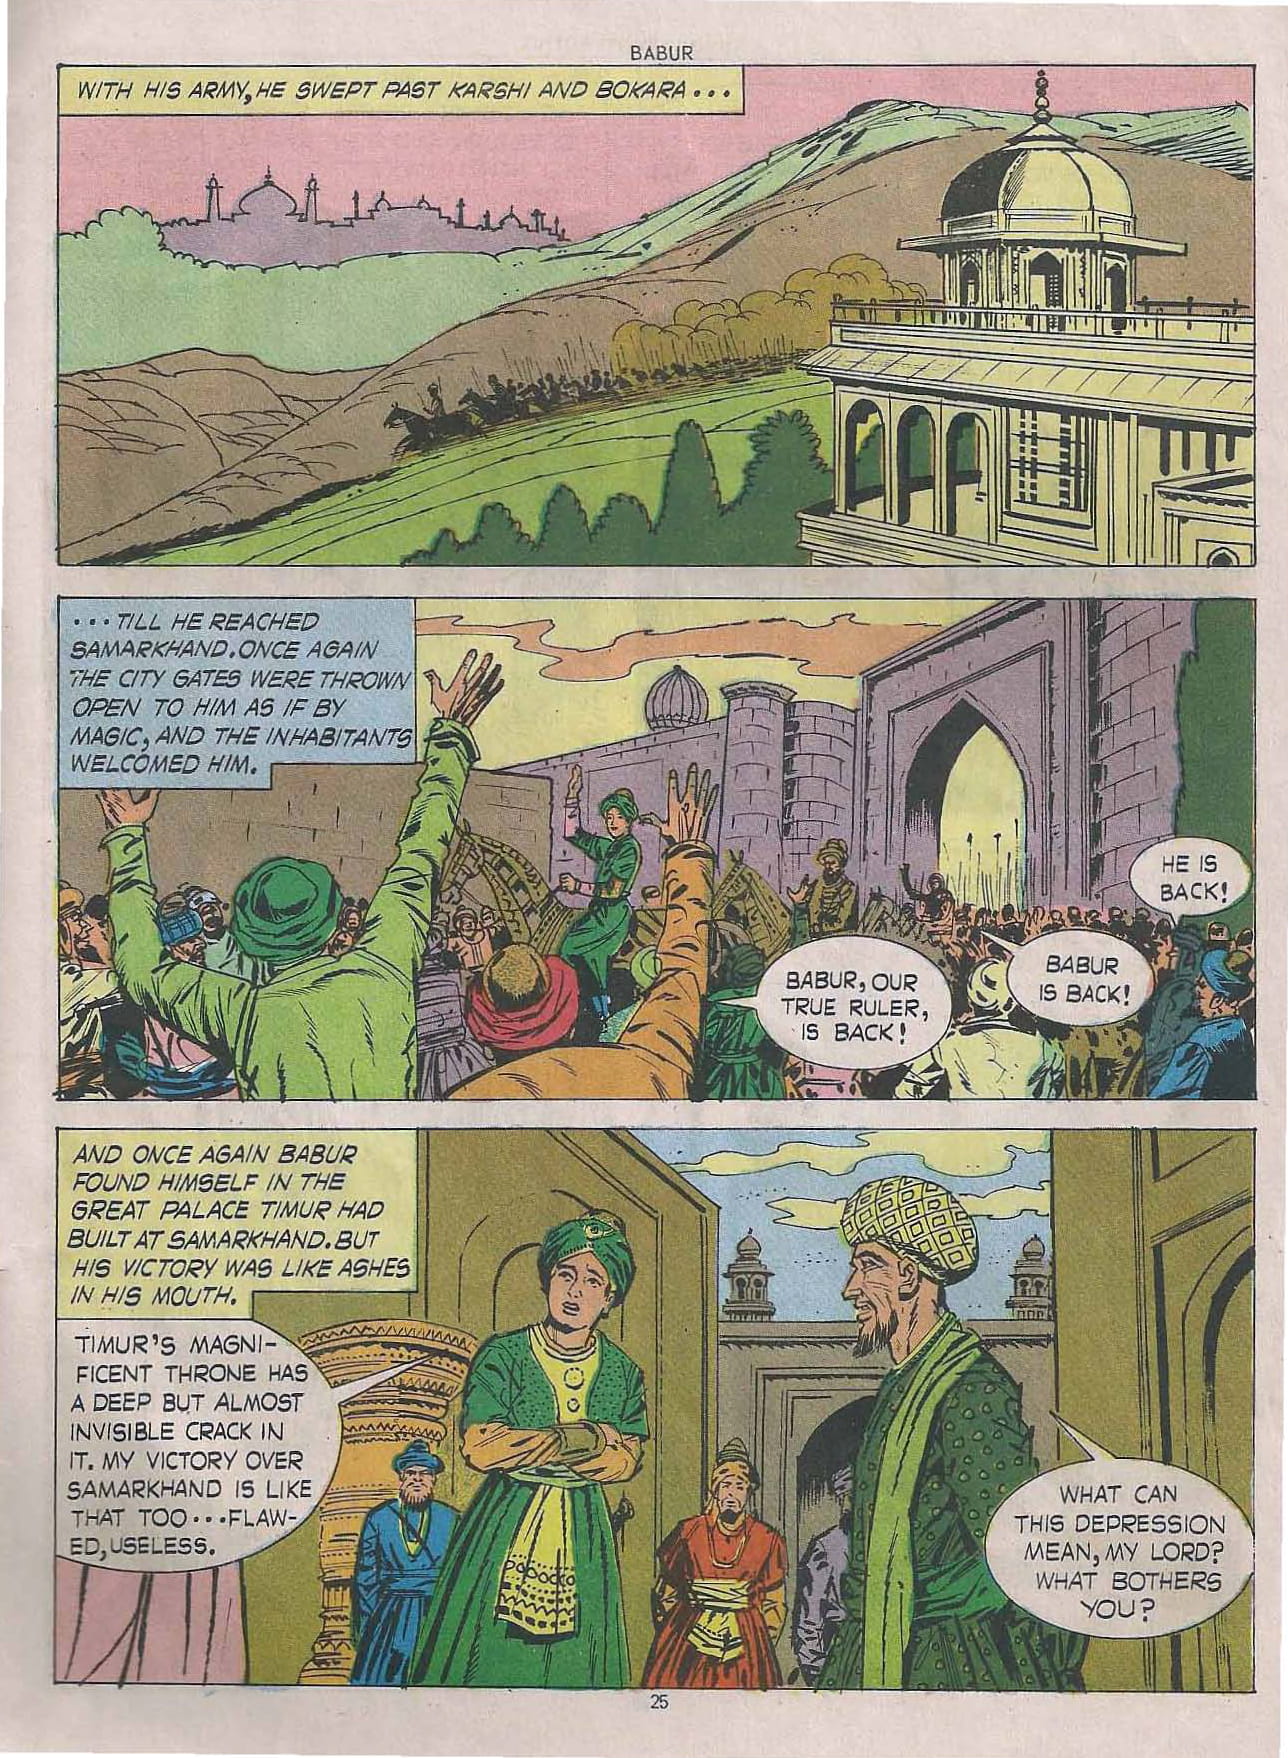 BABUR
WITH HIS ARMY, HE SWEPT PAST KARSHI AND BOKARA...
...TILL HE REACHED
SAMARKHAND. ONCE AGAIN
THE CITY GATES WERE THROWN
OPEN TO HIM AS IF BY
MAGIC, AND THE INHABITANTS
WELCOMED HIM.
HE IS
BACK!
BABUR
IS BACK!
BABUR, OUR
TRUE RULER,
IS BACK!
AND ONCE AGAIN BABUR
FOUND HIMSELF IN THE
GREAT PALACE TIMUR HAD
BUILT AT SAMARKHAND. BUT
HIS VICTORY WAS LIKE ASHES
IN HIS MOUTH.
TIMUR'S MAGNI-
FICENT THRONE HAS
A DEEP BUT ALMOST
INVISIBLE CRACK IN
IT. MY VICTORY OVER
SAMARKHAND IS LIKE
THAT TOO...FLAW-
ED, USELESS.
WHAT CAN
THIS DEPRESSION
MEAN, MY LORD?
WHAT BOTHERS
YOU?
25